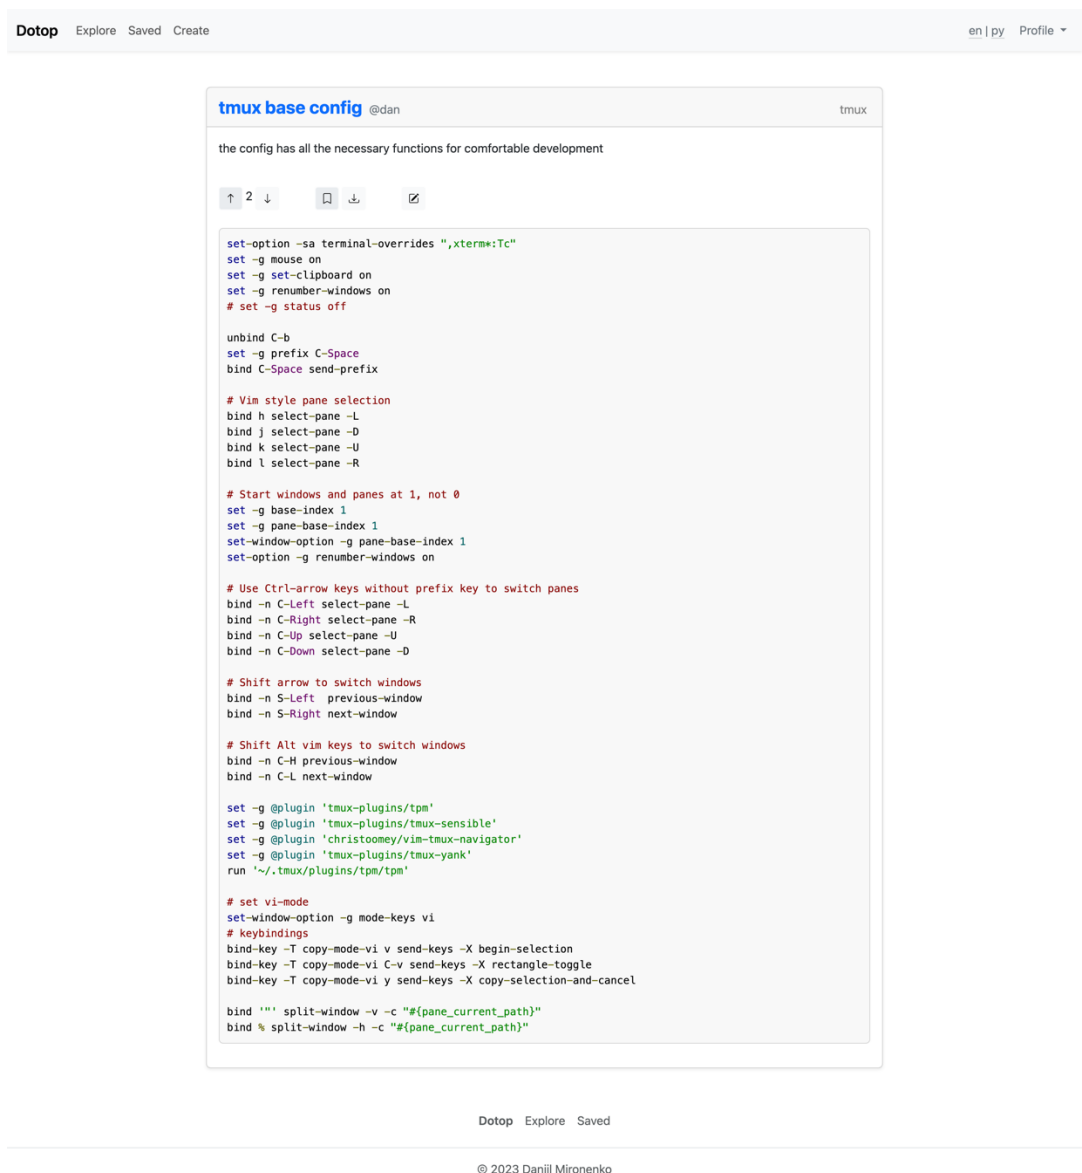 Dotop Explore Saved Create en | ру Profile
tmux base config @dan tmux
the config has all the necessary functions for comfortable development
↑ 2 ↓
set-option -sa terminal-overrides ",xterm*:Tc"
set -g mouse on
set -g set-clipboard on
set -g renumber-windows on
# set -g status off

unbind C-b
set -g prefix C-Space
bind C-Space send-prefix

# Vim style pane selection
bind h select-pane -L
bind j select-pane -D
bind k select-pane -U
bind l select-pane -R

# Start windows and panes at 1, not 0
set -g base-index 1
set -g pane-base-index 1
set-window-option -g pane-base-index 1
set-option -g renumber-windows on

# Use Ctrl-arrow keys without prefix key to switch panes
bind -n C-Left select-pane -L
bind -n C-Right select-pane -R
bind -n C-Up select-pane -U
bind -n C-Down select-pane -D

# Shift arrow to switch windows
bind -n S-Left  previous-window
bind -n S-Right next-window

# Shift Alt vim keys to switch windows
bind -n C-H previous-window
bind -n C-L next-window

set -g @plugin 'tmux-plugins/tpm'
set -g @plugin 'tmux-plugins/tmux-sensible'
set -g @plugin 'christoomey/vim-tmux-navigator'
set -g @plugin 'tmux-plugins/tmux-yank'
run '~/.tmux/plugins/tpm/tpm'

# set vi-mode
set-window-option -g mode-keys vi
# keybindings
bind-key -T copy-mode-vi v send-keys -X begin-selection
bind-key -T copy-mode-vi C-v send-keys -X rectangle-toggle
bind-key -T copy-mode-vi y send-keys -X copy-selection-and-cancel

bind '"' split-window -v -c "#{pane_current_path}"
bind % split-window -h -c "#{pane_current_path}"
Dotop Explore Saved
© 2023 Daniil Mironenko